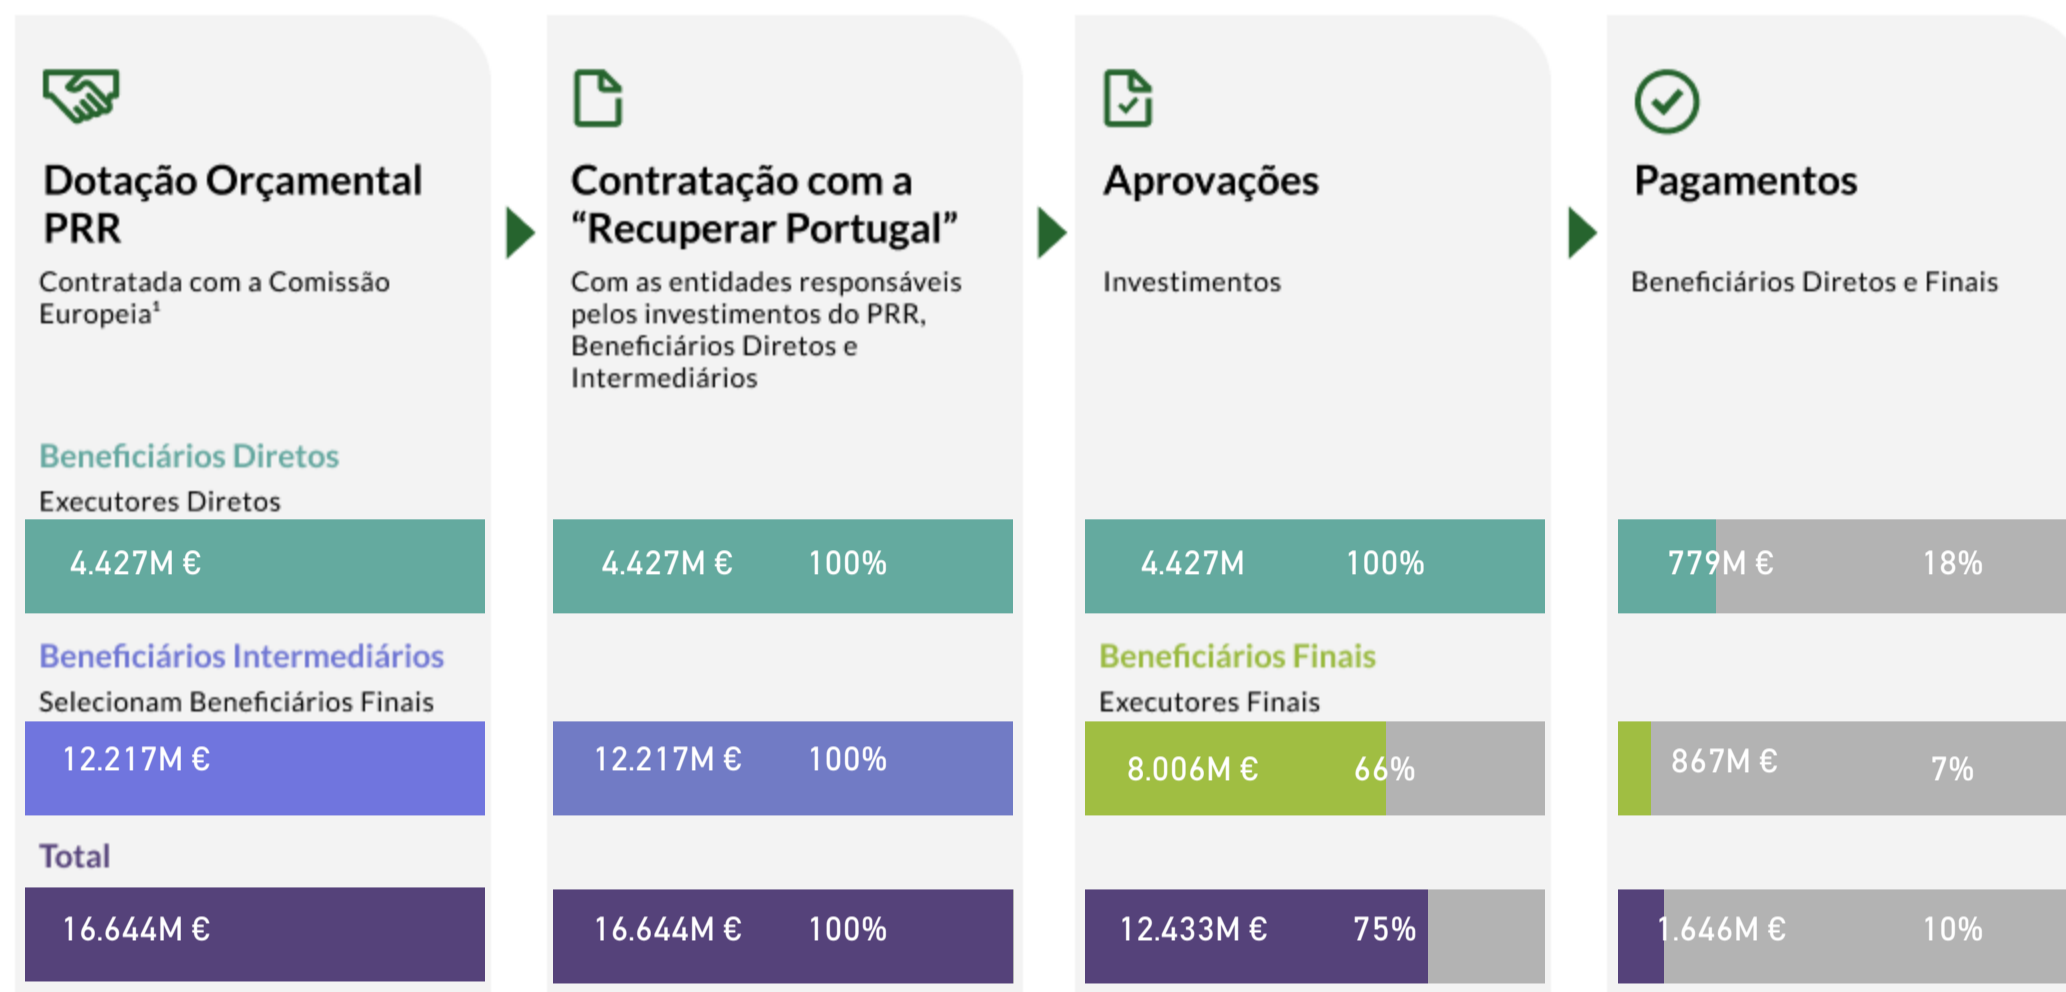 Dotação Orçamental
PRR
Contratada com a Comissão
Europeia¹
Contratação com a
“Recuperar Portugal”
Com as entidades responsáveis
pelos investimentos do PRR,
Beneficiários Diretos e
Intermediários
Aprovações
Investimentos
Pagamentos
Beneficiários Diretos e Finais
Beneficiários Diretos
Executores Diretos
4.427M €
4.427M € 100%
4.427M 100%
779M € 18%
Beneficiários Intermediários
Selecionam Beneficiários Finais
Beneficiários Finais
Executores Finais
12.217M €
12.217M € 100%
8.006M € 66%
867M € 7%
Total
16.644M €
16.644M € 100%
12.433M € 75%
1.646M € 10%